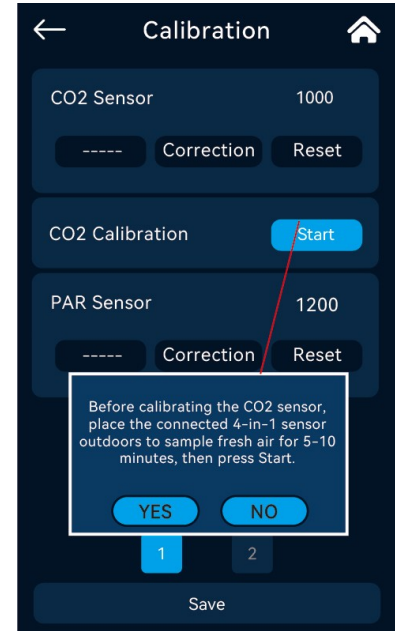 Calibration
CO2 Sensor 1000
----- Correction Reset
CO2 Calibration Start
PAR Sensor 1200
----- Correction Reset
Before calibrating the CO2 sensor,
place the connected 4-in-1 sensor
outdoors to sample fresh air for 5-10
minutes, then press Start.
YES NO
1 2
Save